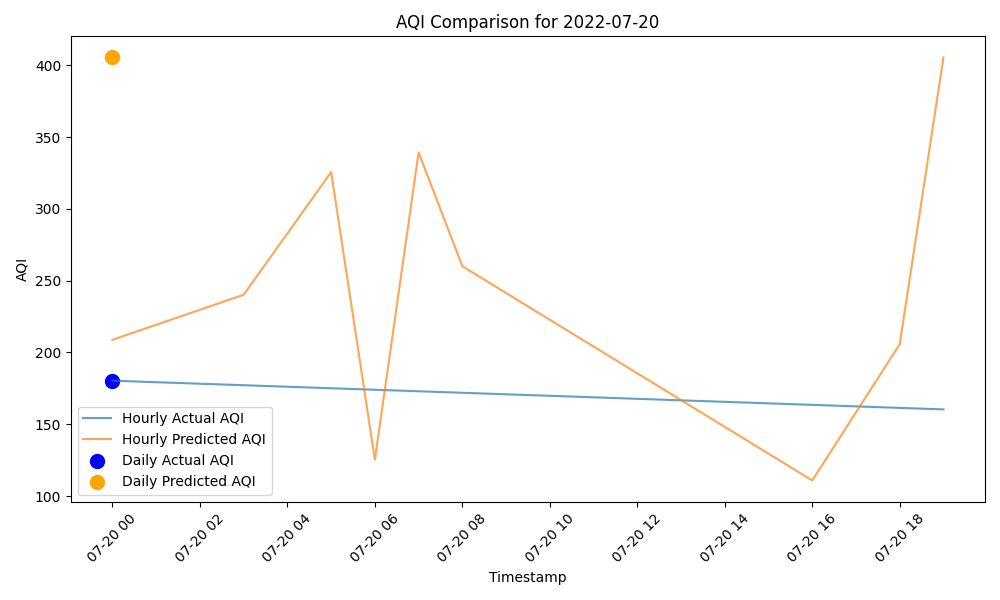 AQI Comparison for 2022-07-20
AQI
400
350
300
250
200
150
100
Hourly Actual AQI
Hourly Predicted AQI
Daily Actual AQI
Daily Predicted AQI
07-20 00
07-20 02
07-20 04
07-20 06
07-20 08
07-20 10
07-20 12
07-20 14
07-20 16
07-20 18
Timestamp